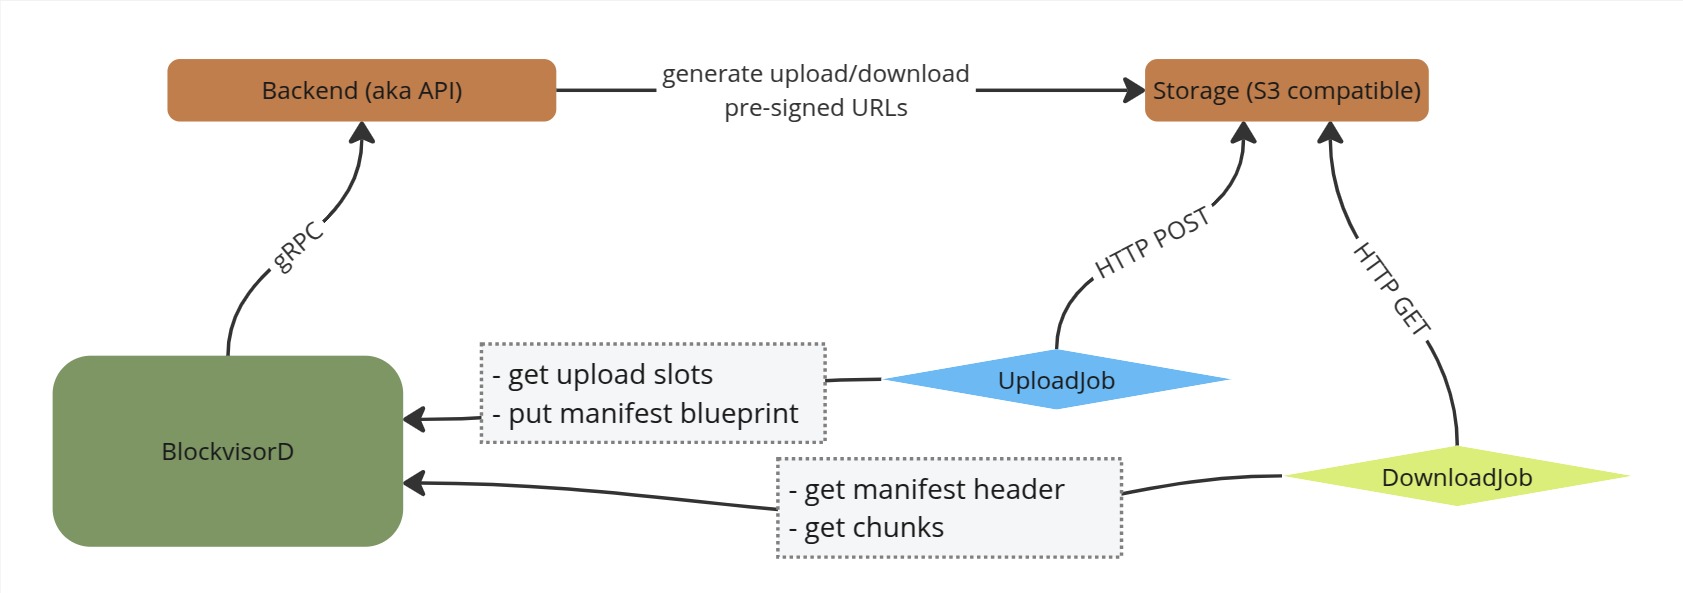 Backend (aka API)
generate upload/download
pre-signed URLs
Storage (S3 compatible)
gRPC
HTTP POST
HTTP GET
- get upload slots
- put manifest blueprint
UploadJob
BlockvisorD
- get manifest header
- get chunks
DownloadJob